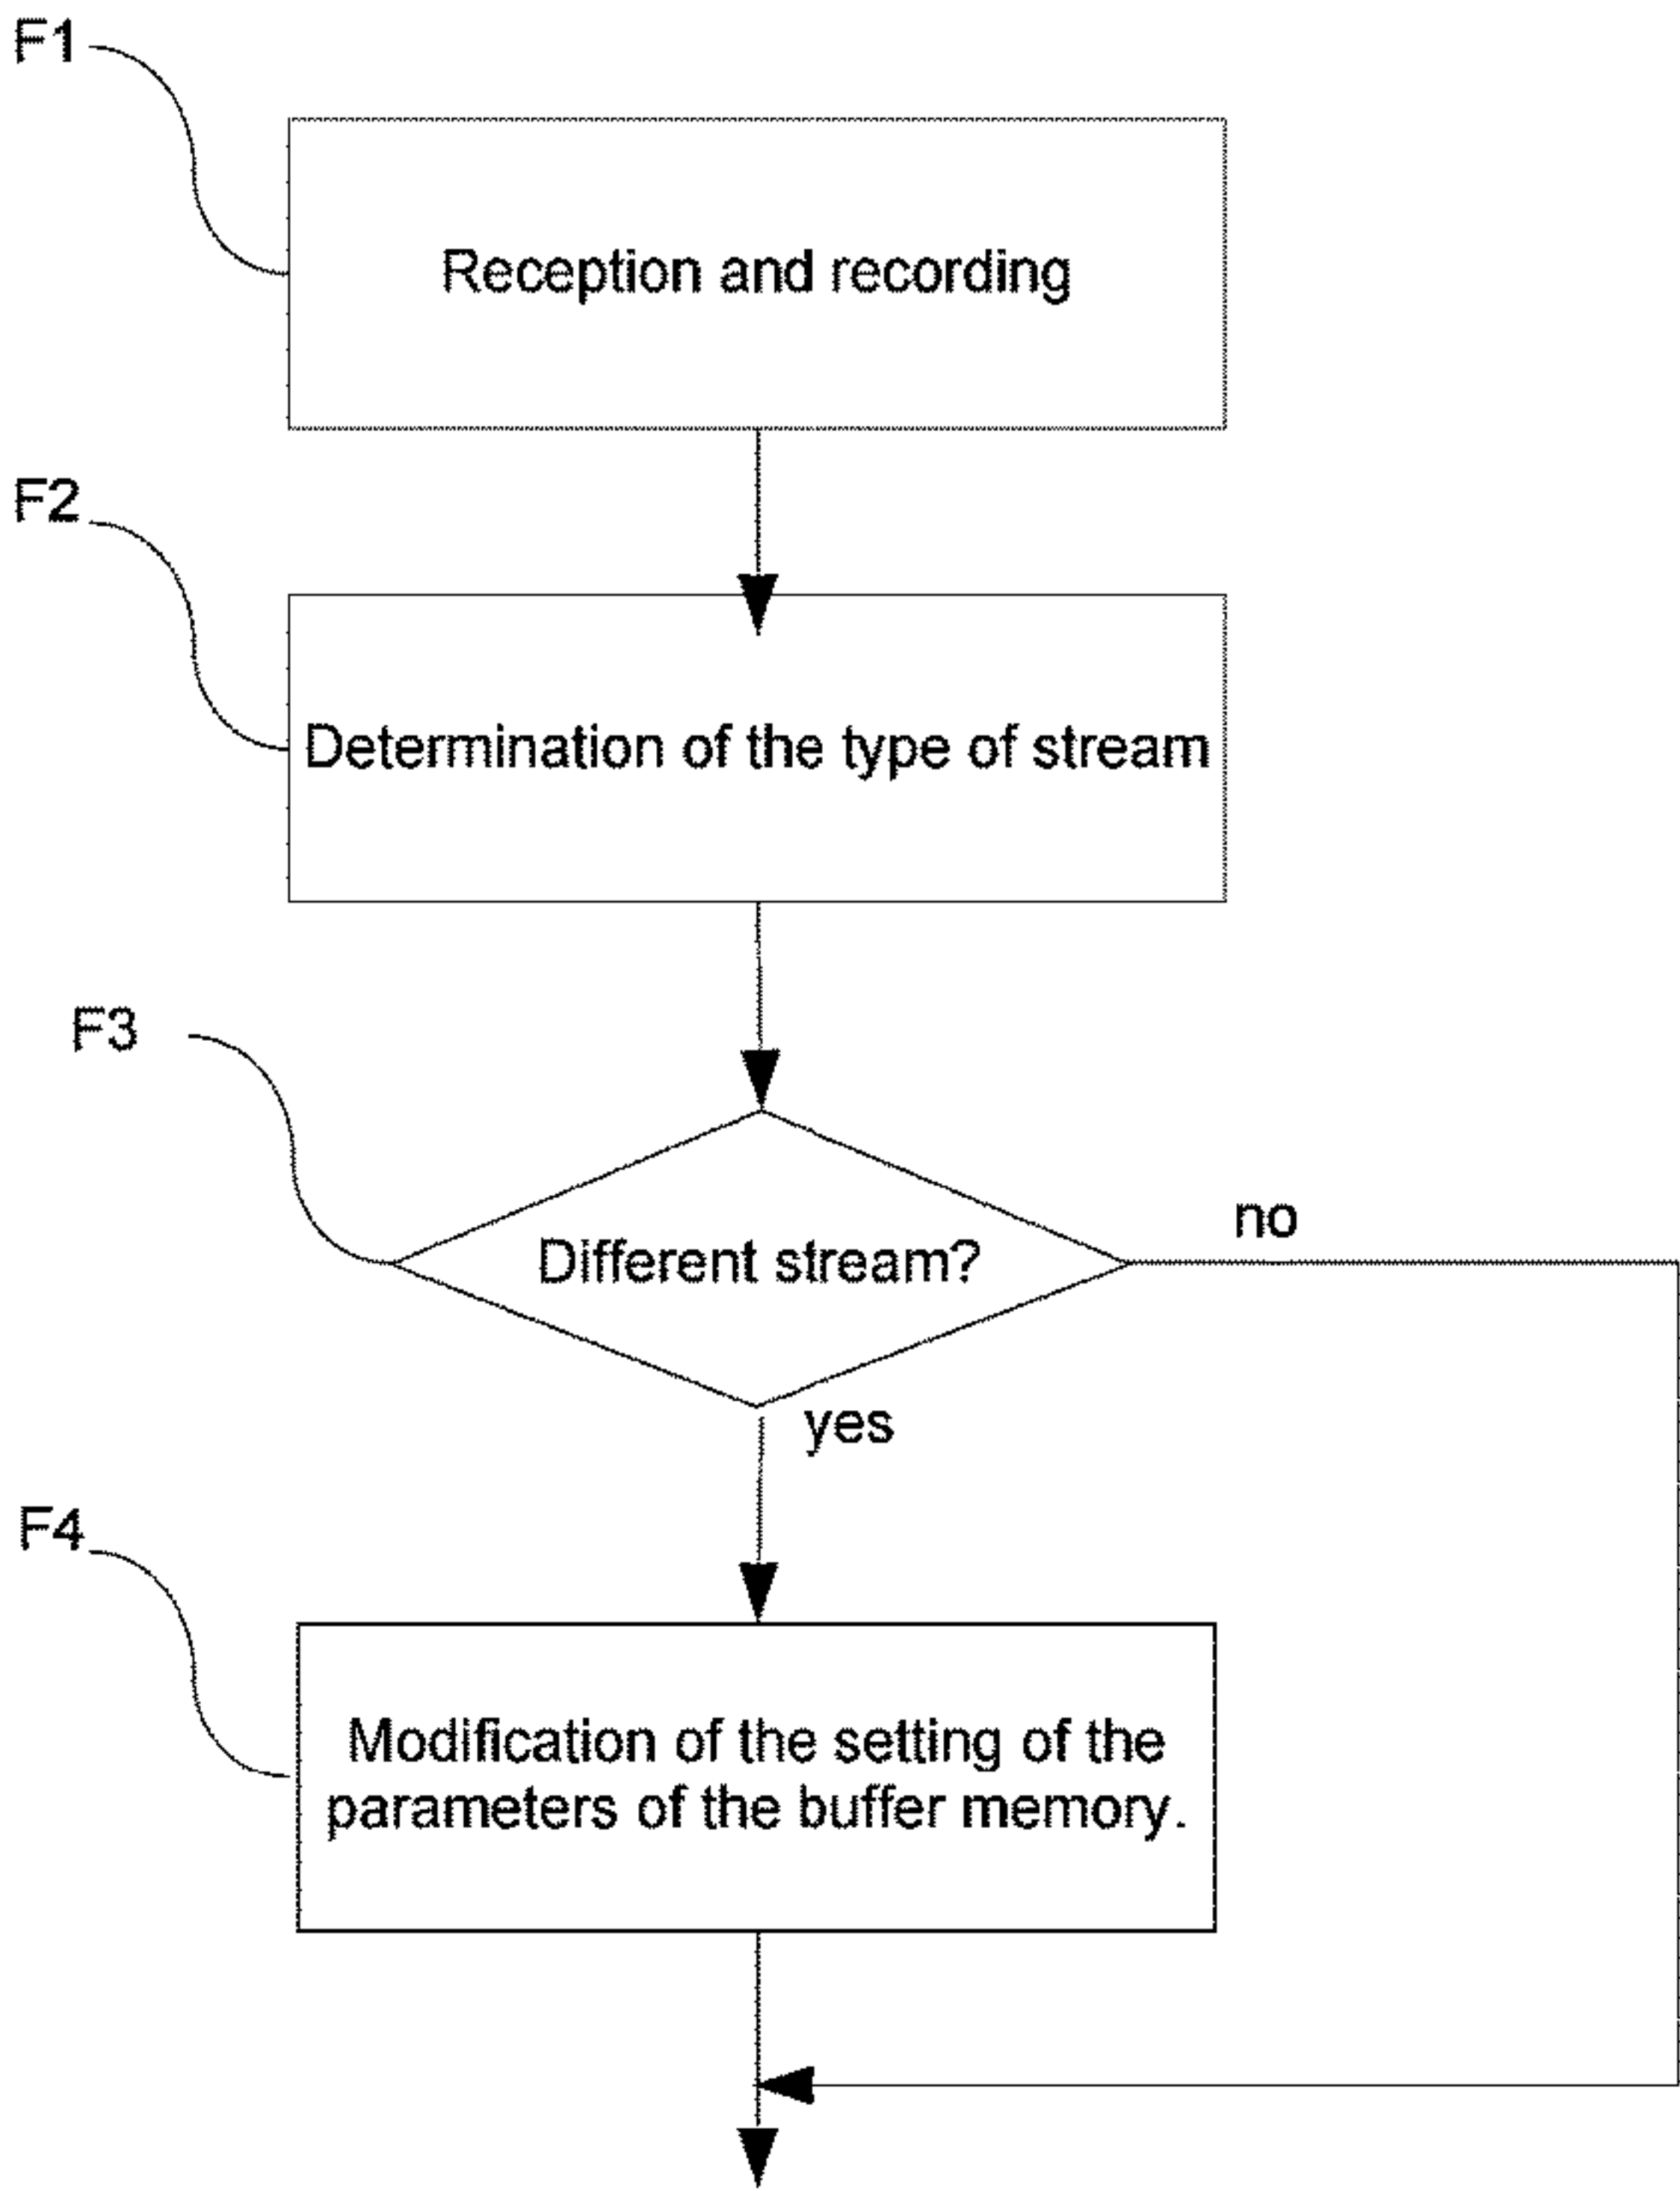 F1
Reception and recording
F2
Determination of the type of stream
F3
Different stream?
no
yes
F4
Modification of the setting of the
parameters of the buffer memory.